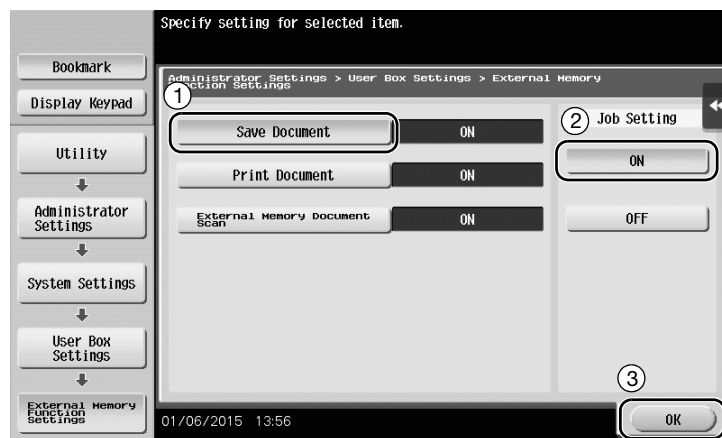 Specify setting for selected item.
Bookmark
Display Keypad
Utility
Administrator
Settings
System Settings
User Box
Settings
External Memory
Function
Settings
Administrator Settings > User Box Settings > External Memory
Function Settings
1
Save Document
ON
Print Document
ON
External Memory Document
Scan
ON
2
Job Setting
ON
OFF
3
01/06/2015 13:56
OK